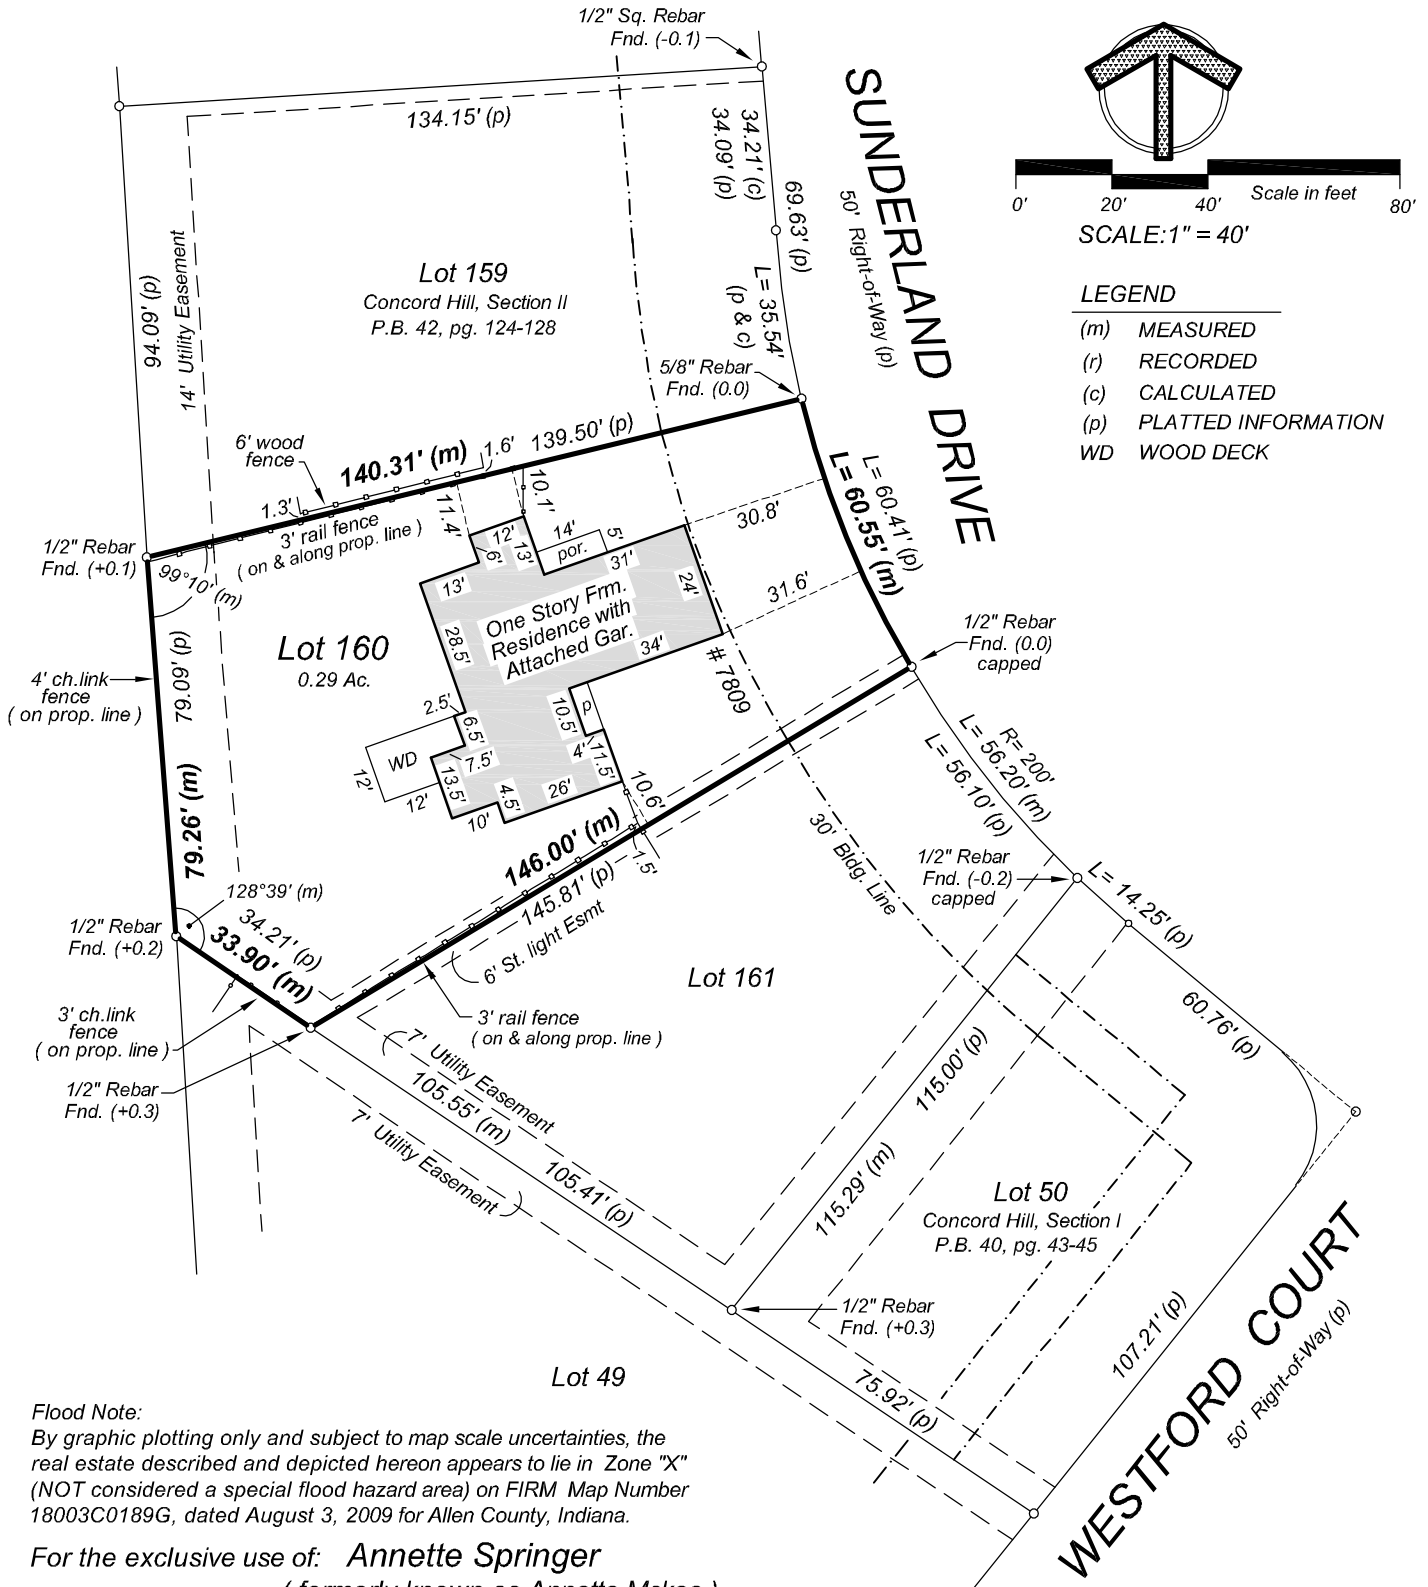 1/2" Sq. Rebar
Fnd. (-0.1)
134.15' (p)
34.21' (c)
34.09' (p)
69.63' (p)
L= 35.54'
(p & c)
SUNDERLAND DRIVE
50' Right-of-Way (p)
0' 20' 40' 80'
Scale in feet
SCALE:1" = 40'
LEGEND
(m) MEASURED
(r) RECORDED
(c) CALCULATED
(p) PLATTED INFORMATION
WD WOOD DECK
94.09' (p)
14' Utility Easement
Lot 159
Concord Hill, Section II
P.B. 42, pg. 124-128
5/8" Rebar
Fnd. (0.0)
6' wood
fence
140.31' (m)
1.6'
139.50' (p)
1.3'
3' rail fence
( on & along prop. line )
11.4'
10.1'
1/2" Rebar
Fnd. (+0.1)
99°10' (m)
12'
6'
13'
14'
por.
5'
31'
13'
24'
30.8'
31.6'
L= 60.41' (p)
L= 60.55' (m)
One Story Frm.
Residence with
Attached Gar.
28.5'
34'
# 7809
Lot 160
0.29 Ac.
79.09' (p)
79.26' (m)
4' ch.link
fence
( on prop. line )
2.5'
6.5'
7.5'
WD
12'
12'
13.5'
10'
4.5'
26'
10.5'
p
4'
11.5'
10.6'
1.5'
1/2" Rebar
Fnd. (0.0)
capped
R= 200'
L= 56.20' (m)
L= 56.10' (p)
30' Bldg. Line
146.00' (m)
145.81' (p)
6' St. light Esmt
1/2" Rebar
Fnd. (-0.2)
capped
L= 14.25' (p)
128°39' (m)
34.21' (p)
33.90' (m)
1/2" Rebar
Fnd. (+0.2)
3' ch.link
fence
( on prop. line )
1/2" Rebar
Fnd. (+0.3)
3' rail fence
( on & along prop. line )
Lot 161
60.76' (p)
7' Utility Easement
105.55' (m)
7' Utility Easement
105.41' (p)
115.00' (p)
115.29' (m)
Lot 50
Concord Hill, Section I
P.B. 40, pg. 43-45
1/2" Rebar
Fnd. (+0.3)
107.21' (p)
75.92' (p)
WESTFORD COURT
50' Right-of-Way (p)
Lot 49
Flood Note:
By graphic plotting only and subject to map scale uncertainties, the
real estate described and depicted hereon appears to lie in Zone "X"
(NOT considered a special flood hazard area) on FIRM Map Number
18003C0189G, dated August 3, 2009 for Allen County, Indiana.
For the exclusive use of: Annette Springer
( formerly known as Annette McKee )